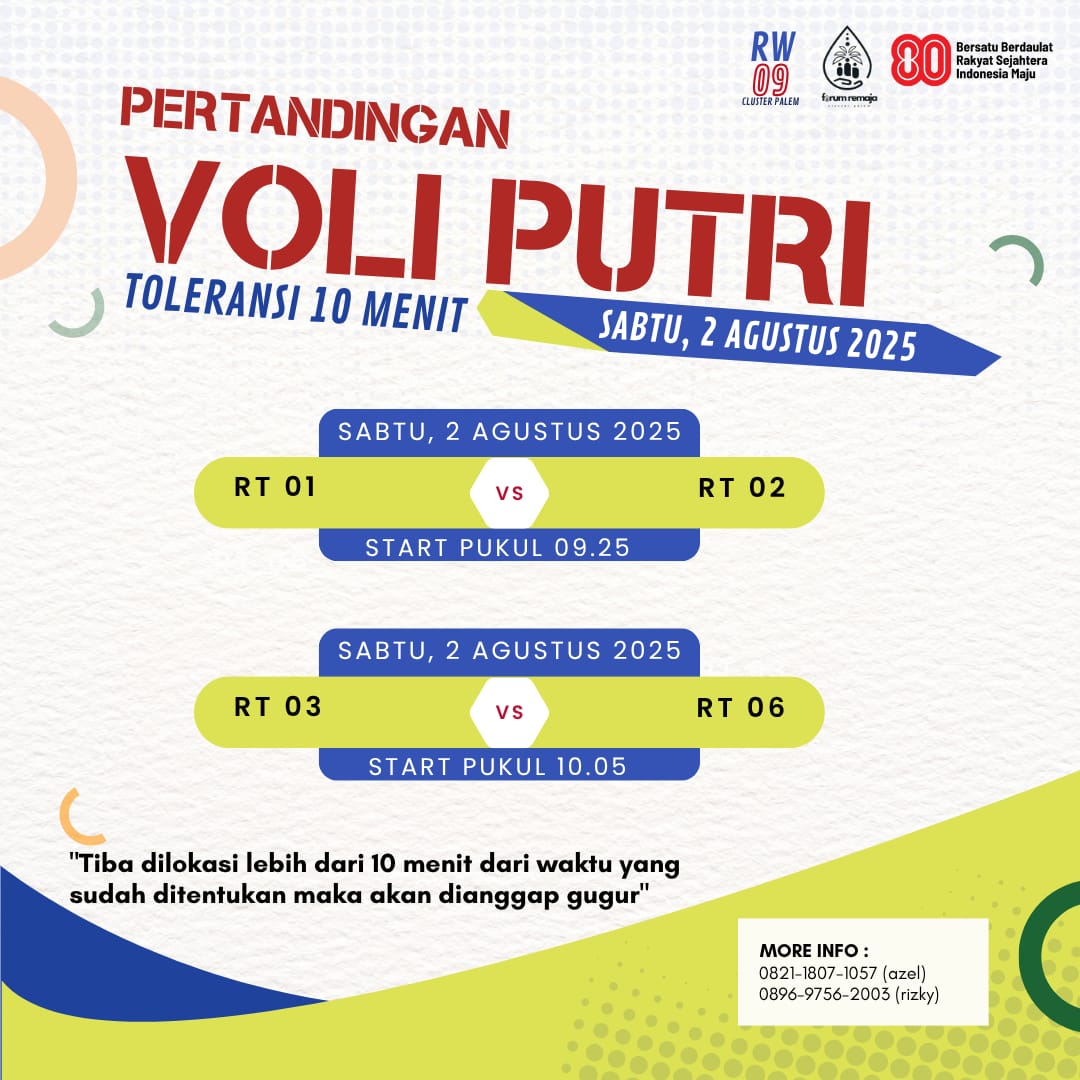 RW
09
CLUSTER PALEM
forum remaja
80
Bersatu Berdaulat
Rakyat Sejahtera
Indonesia Maju
PERTANDINGAN
VOLI PUTRI
TOLERANSI 10 MENIT
SABTU, 2 AGUSTUS 2025
SABTU, 2 AGUSTUS 2025
RT 01
VS
RT 02
START PUKUL 09.25
SABTU, 2 AGUSTUS 2025
RT 03
VS
RT 06
START PUKUL 10.05
"Tiba dilokasi lebih dari 10 menit dari waktu yang
sudah ditentukan maka akan dianggap gugur"
MORE INFO :
0821-1807-1057 (azel)
0896-9756-2003 (rizky)